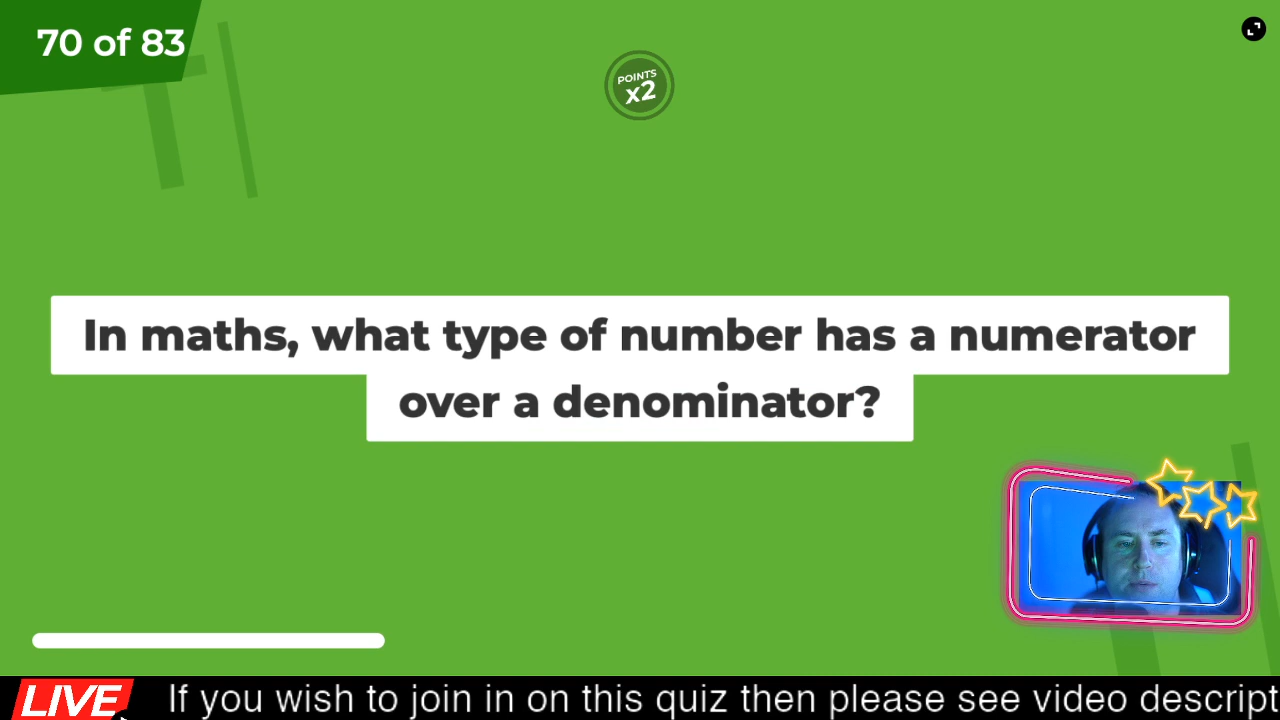 70 of 83
POINTS
x2
In maths, what type of number has a numerator
over a denominator?
LIVE
If you wish to join in on this quiz then please see video descript